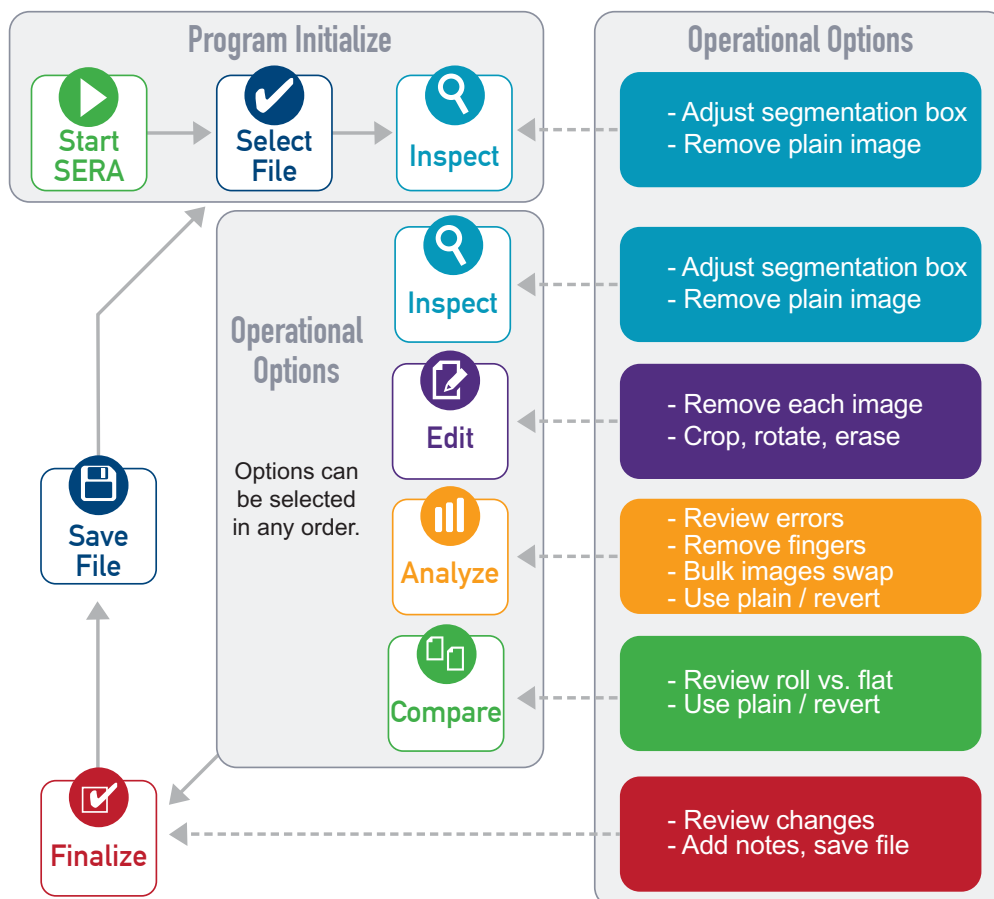 Program Initialize
Start
SERA
Select
File
Inspect
Operational Options
- Adjust segmentation box
- Remove plain image
Operational
Options
Options can
be selected
in any order.
Inspect
- Adjust segmentation box
- Remove plain image
Edit
- Remove each image
- Crop, rotate, erase
Analyze
- Review errors
- Remove fingers
- Bulk images swap
- Use plain / revert
Compare
- Review roll vs. flat
- Use plain / revert
Save
File
Finalize
- Review changes
- Add notes, save file